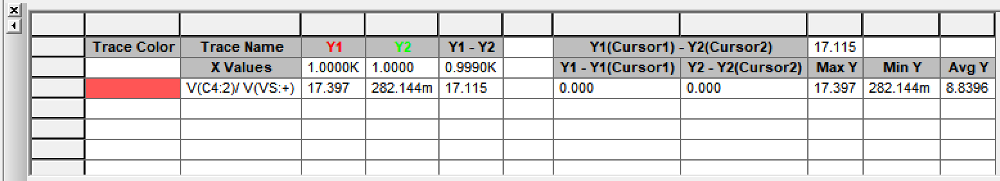 Trace Color Trace Name Y1 Y2 Y1 - Y2 Y1(Cursor1) - Y2(Cursor2) 17.115
X Values 1.0000K 1.0000 0.9990K Y1 - Y1(Cursor1) Y2 - Y2(Cursor2) Max Y Min Y Avg Y
V(C4:2)/ V(VS:+) 17.397 282.144m 17.115 0.000 0.000 17.397 282.144m 8.8396